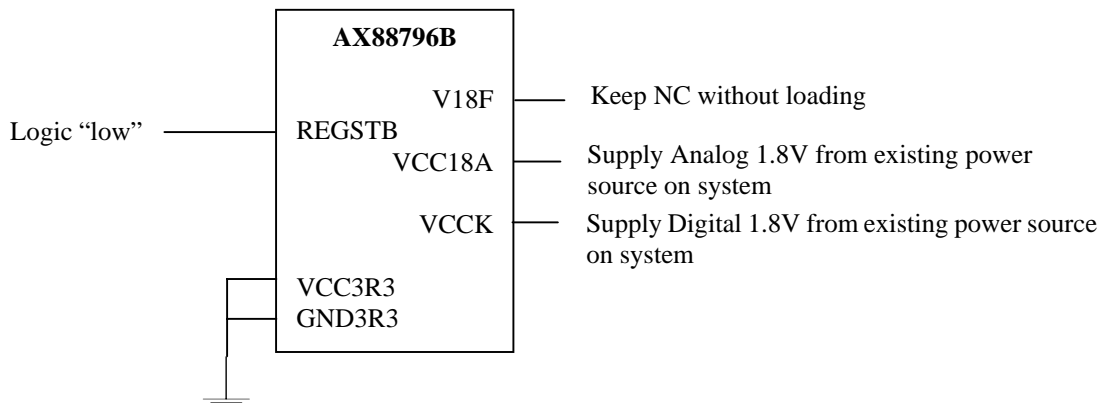 AX88796B
V18F
Keep NC without loading
Logic “low”
REGSTB
VCC18A
Supply Analog 1.8V from existing power
source on system
VCCK
Supply Digital 1.8V from existing power source
on system
VCC3R3
GND3R3